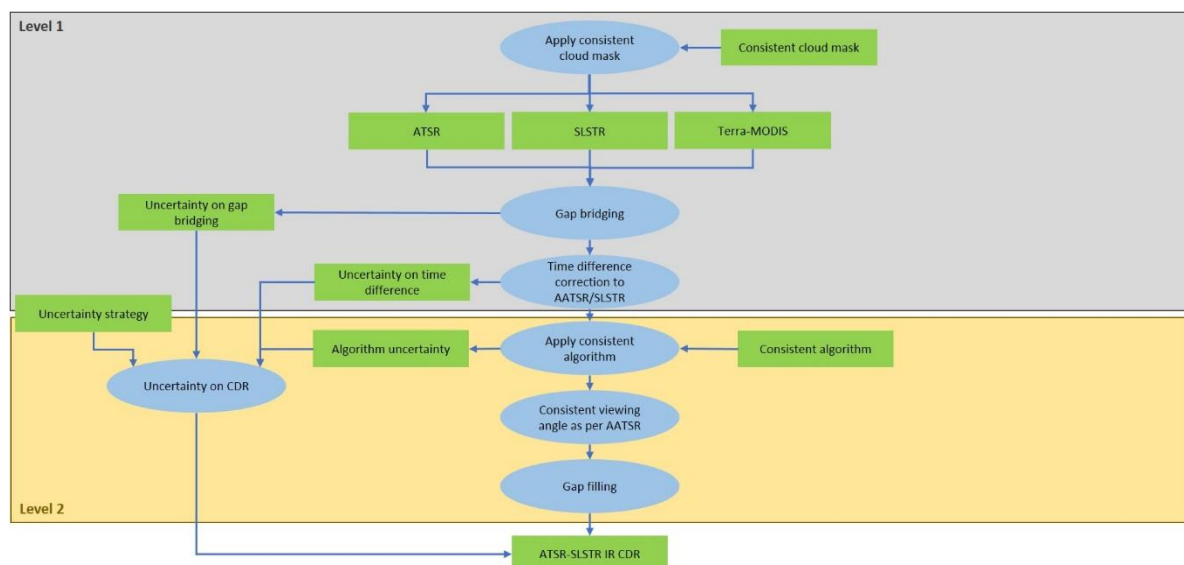 Level 1
Apply consistent
cloud mask
Consistent cloud mask
ATSR
SLSTR
Terra-MODIS
Uncertainty on gap
bridging
Gap bridging
Uncertainty on time
difference
Time difference
correction to
AATSR/SLSTR
Uncertainty strategy
Algorithm uncertainty
Apply consistent
algorithm
Consistent algorithm
Uncertainty on CDR
Consistent viewing
angle as per AATSR
Gap filling
Level 2
ATSR-SLSTR IR CDR